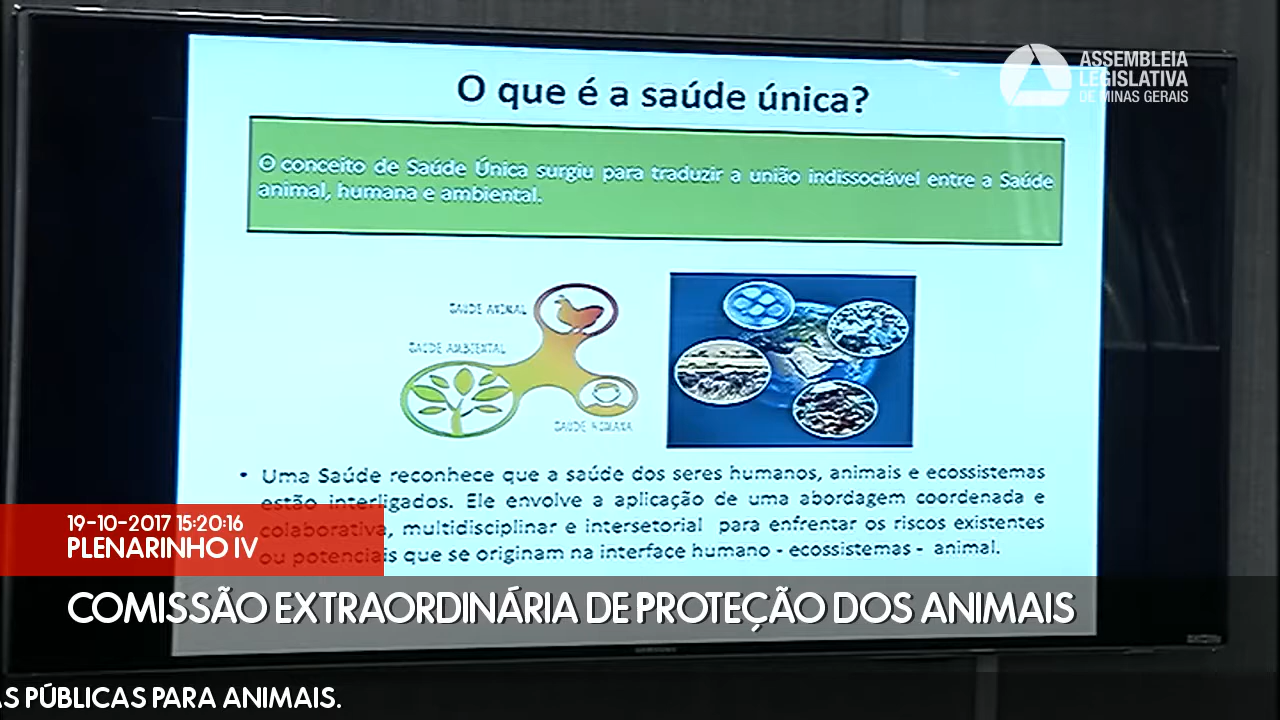 ASSEMBLEIA
LEGISLATIVA
DE MINAS GERAIS
O que é a saúde única?
O conceito de Saúde Única surgiu para traduzir a união indissociável entre a Saúde
animal, humana e ambiental.
SAÚDE ANIMAL
SAÚDE AMBIENTAL
SAÚDE HUMANA
• Uma Saúde reconhece que a saúde dos seres humanos, animais e ecossistemas
estão interligados. Ele envolve a aplicação de uma abordagem coordenada e
colaborativa, multidisciplinar e intersetorial para enfrentar os riscos existentes
ou potenciais que se originam na interface humano - ecossistemas - animal.
19-10-2017 15:20:16
PLENARINHO IV
COMISSÃO EXTRAORDINÁRIA DE PROTEÇÃO DOS ANIMAIS
SAMSUNG
AS PÚBLICAS PARA ANIMAIS.